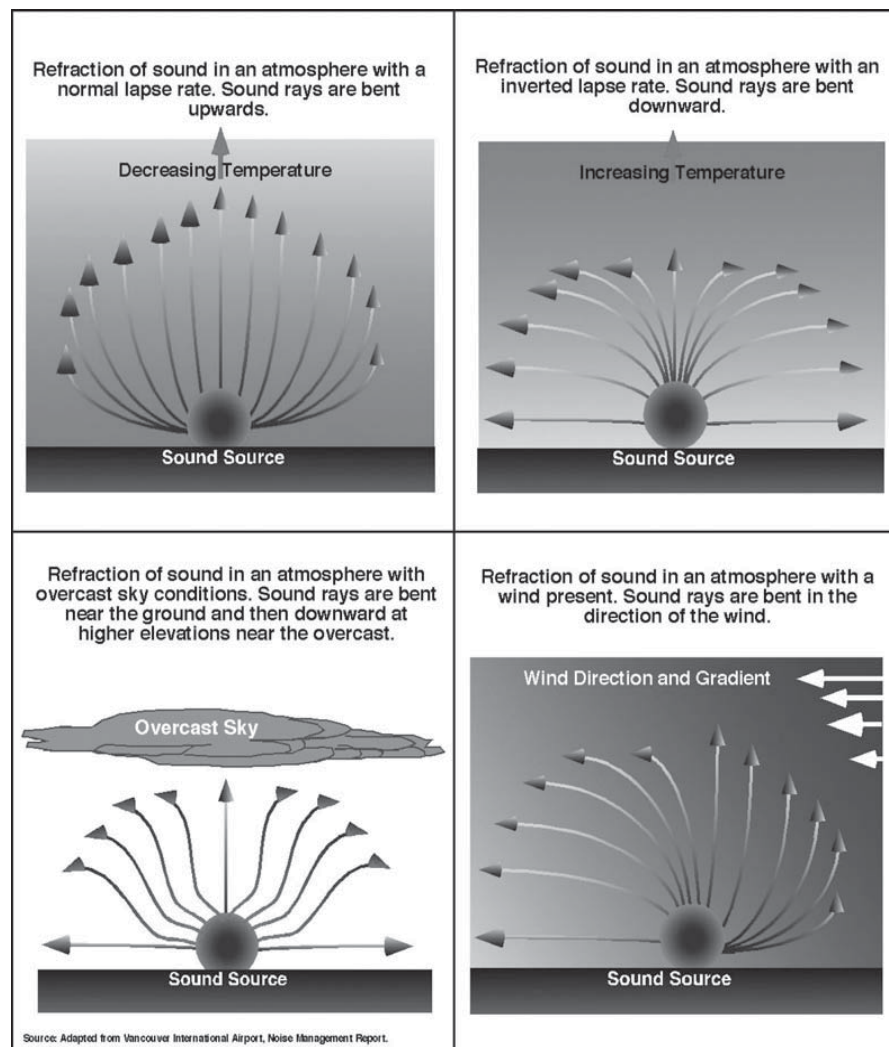 Refraction of sound in an atmosphere with a
normal lapse rate. Sound rays are bent
upwards.
Decreasing Temperature
Sound Source
Refraction of sound in an atmosphere with an
inverted lapse rate. Sound rays are bent
downward.
Increasing Temperature
Sound Source
Refraction of sound in an atmosphere with
overcast sky conditions. Sound rays are bent
near the ground and then downward at
higher elevations near the overcast.
Overcast Sky
Sound Source
Source: Adapted from Vancouver International Airport, Noise Management Report.
Refraction of sound in an atmosphere with a
wind present. Sound rays are bent in the
direction of the wind.
Wind Direction and Gradient
Sound Source